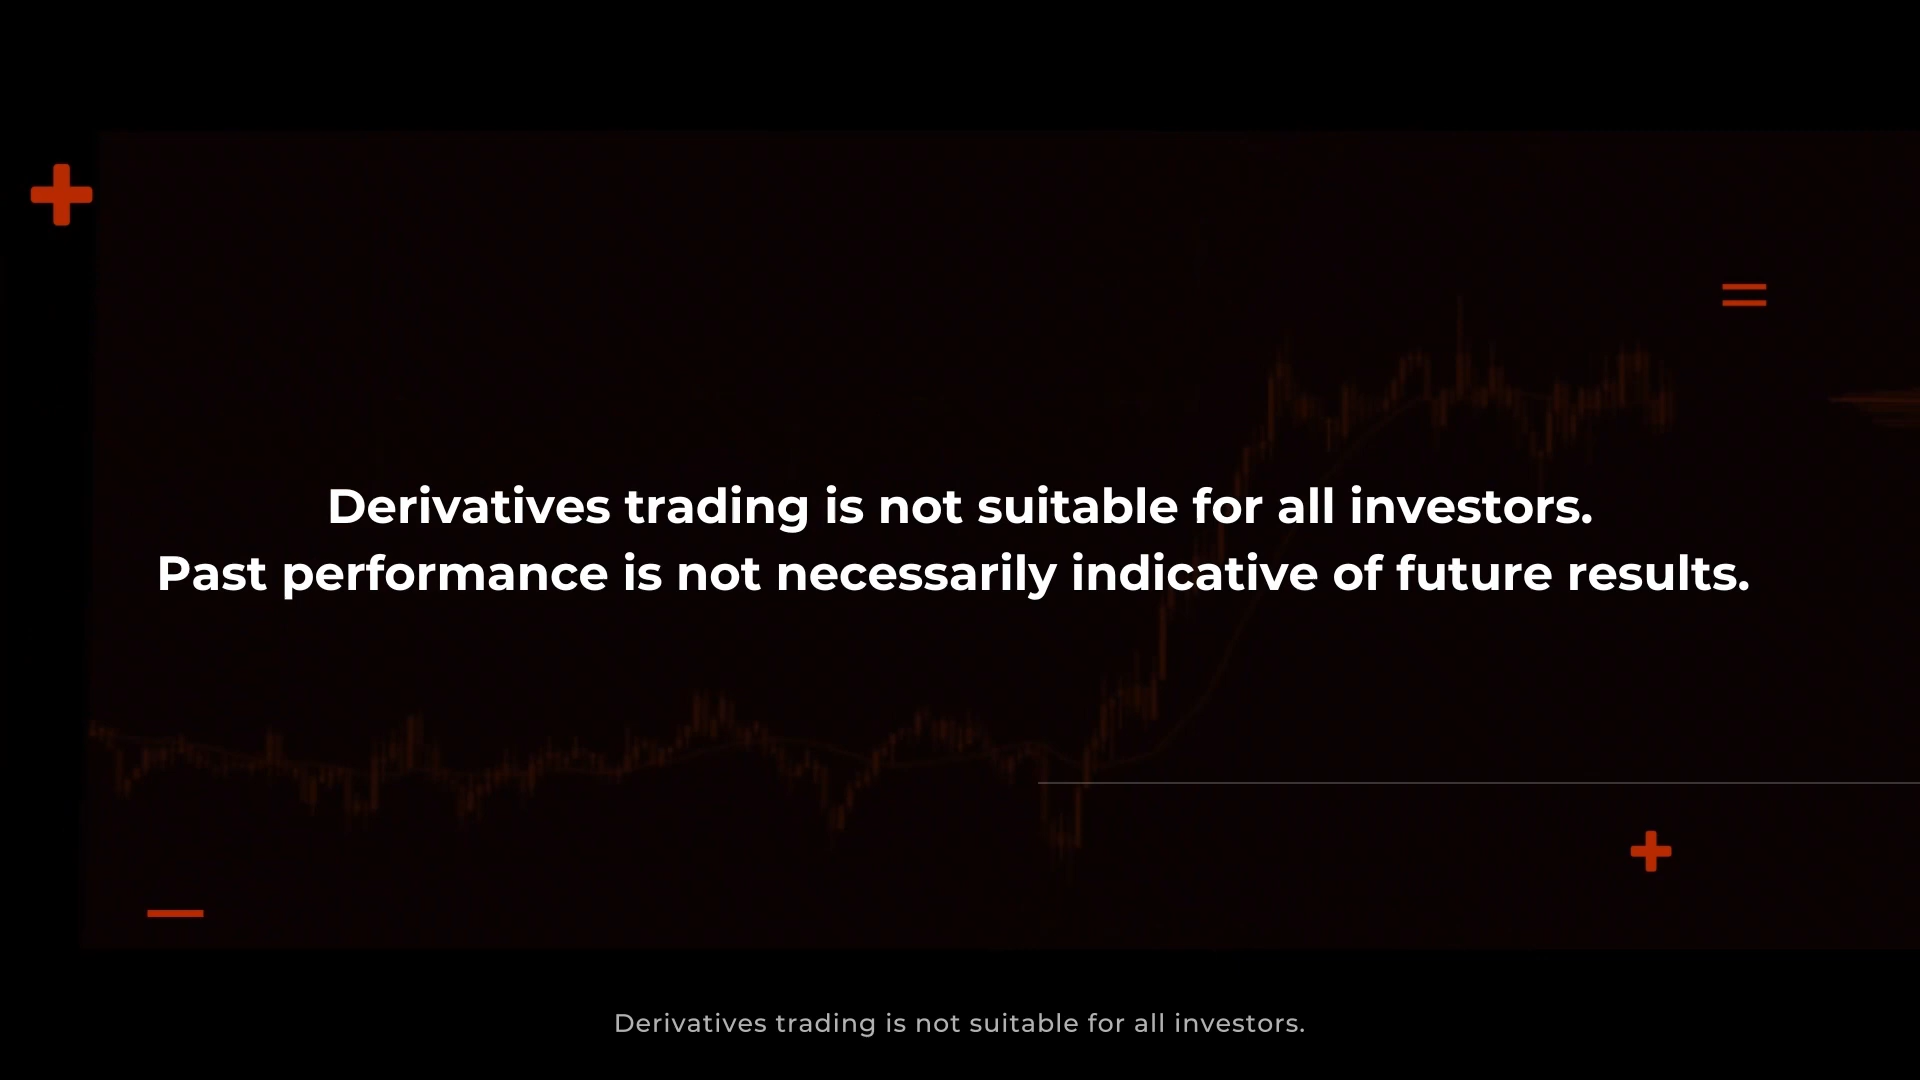 Derivatives trading is not suitable for all investors.
Past performance is not necessarily indicative of future results.
Derivatives trading is not suitable for all investors.